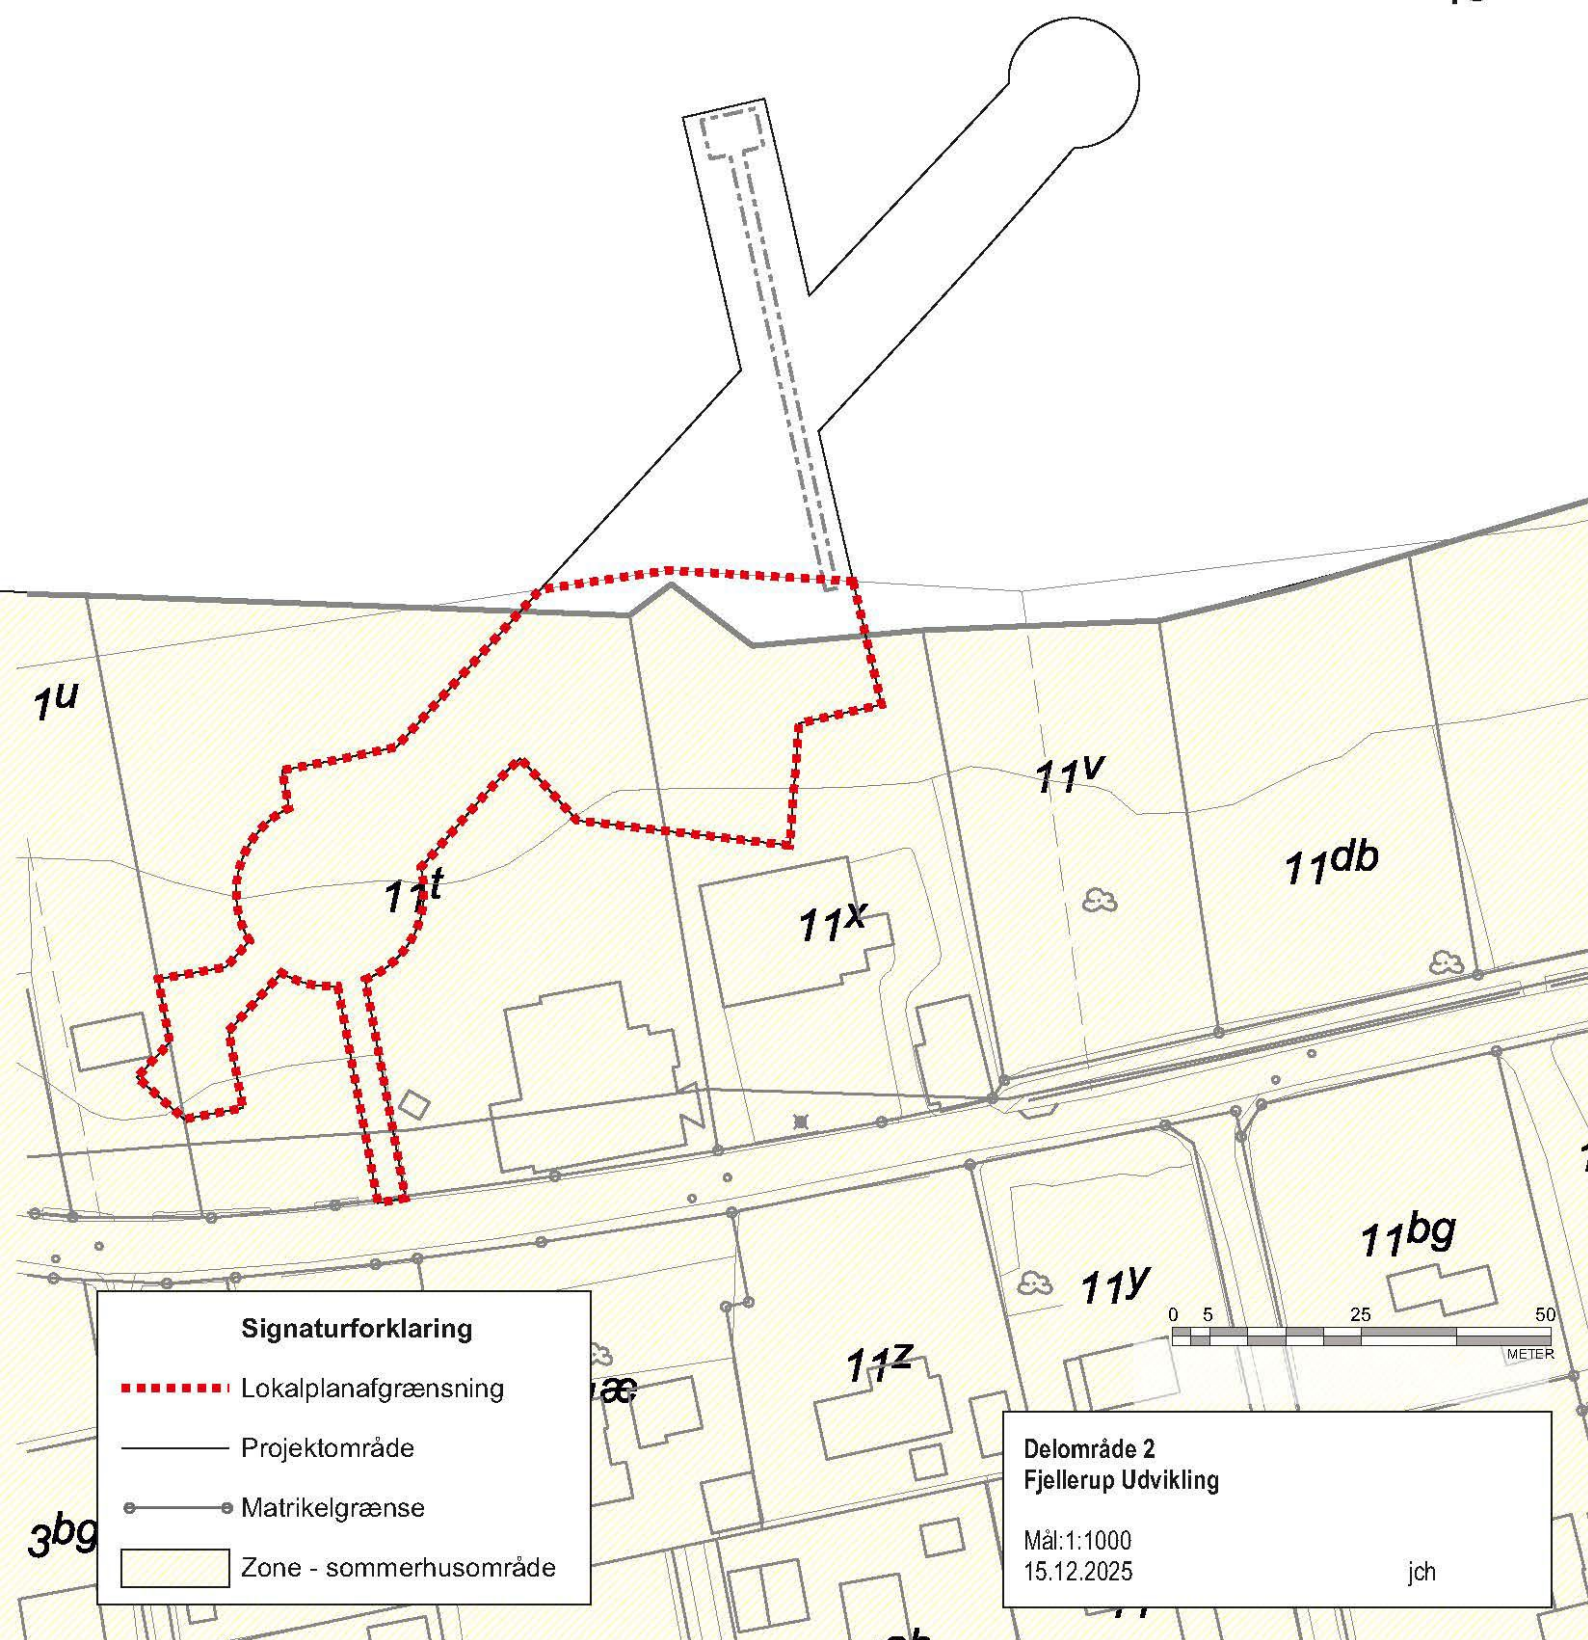 1u
11t
11v
11db
11x
11bg
11y
11z
æ
3bg
0 5 25 50
METER
Signaturforklaring
Lokalplanafgrænsning
Projektområde
Matrikelgrænse
Zone - sommerhusområde
Delområde 2
Fjellerup Udvikling
Mål:1:1000
15.12.2025 jch